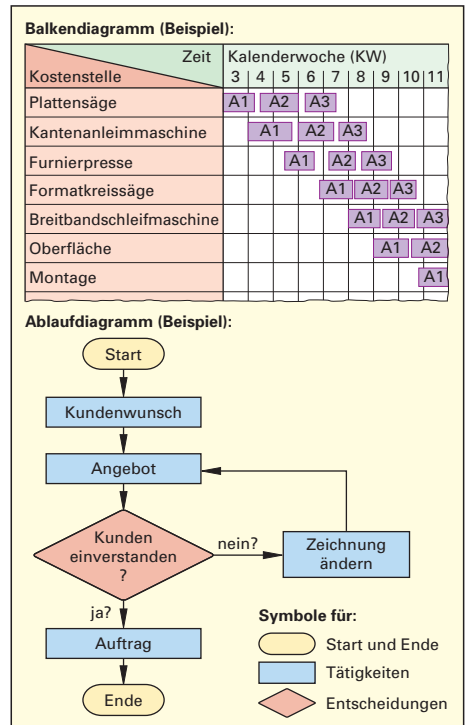 Balkendiagramm (Beispiel):
Zeit Kalenderwoche (KW)
Kostenstelle 3 4 5 6 7 8 9 10 11
Plattensäge A1 A2 A3
Kantenanleimmaschine A1 A2 A3
Furnierpresse A1 A2 A3
Formatkreissäge A1 A2 A3
Breitbandschleifmaschine A1 A2 A3
Oberfläche A1 A2
Montage A1
Ablaufdiagramm (Beispiel):
Start
Kundenwunsch
Angebot
Kunden
einverstanden
?
nein?
Zeichnung
ändern
ja?
Auftrag
Ende
Symbole für:
Start und Ende
Tätigkeiten
Entscheidungen